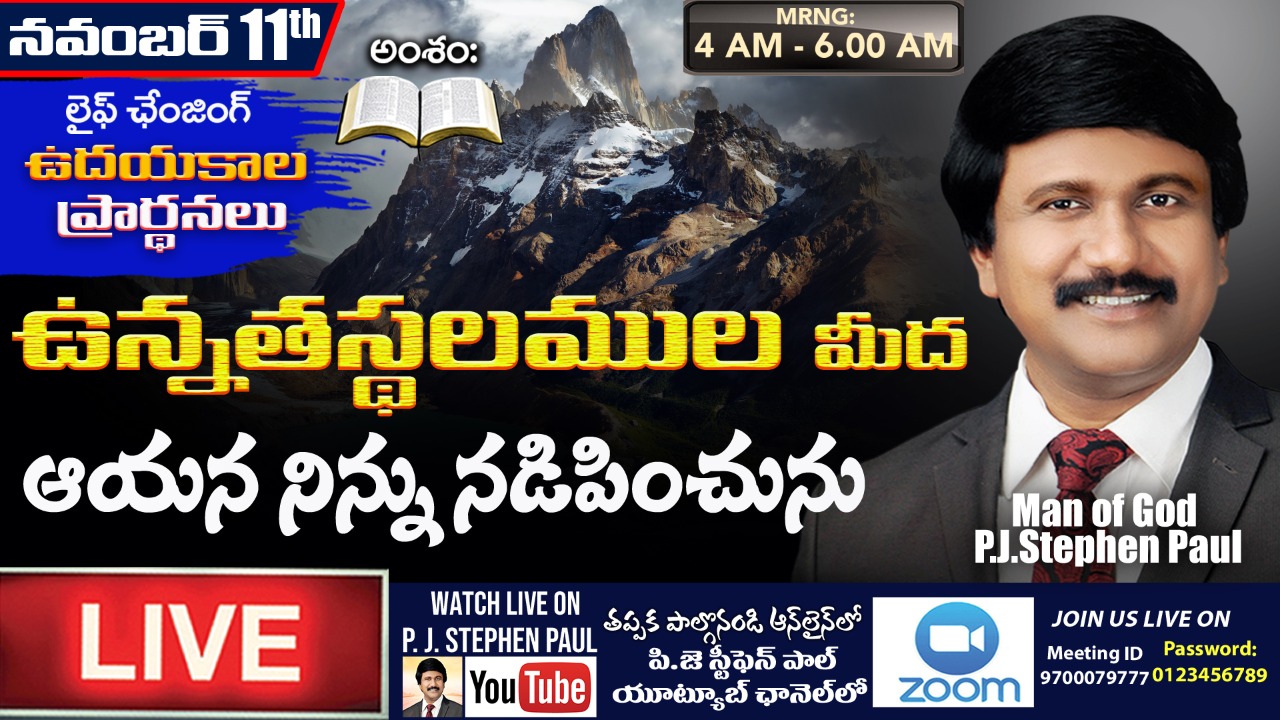 నవంబర్ 11th
అంశం:
MRNG:
4 AM - 6.00 AM
లైఫ్ ఛేంజింగ్
ఉదయకాల
ప్రార్థనలు
ఉన్నతస్థలముల మీద
ఆయన నిన్ను నడిపించును
Man of God
P.J.Stephen Paul
LIVE
WATCH LIVE ON
P. J. STEPHEN PAUL
YouTube
తప్పక పాల్గొనండి ఆన్‌లైన్‌లో
పి.జె స్టీఫెన్ పాల్
యూట్యూబ్ ఛానెల్‌లో
zoom
JOIN US LIVE ON
Meeting ID
9700079777
Password:
0123456789